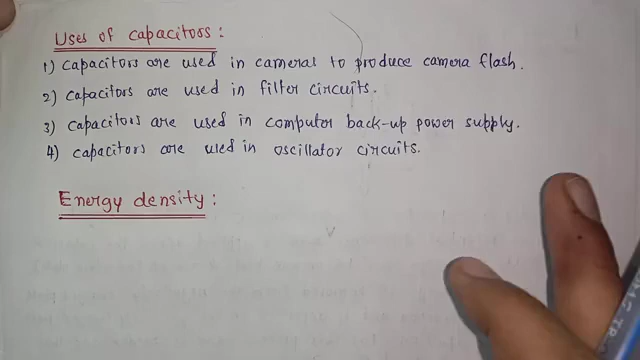 Uses of capacitors:
1) Capacitors are used in cameras to produce camera flash.
2) Capacitors are used in filter circuits.
3) Capacitors are used in computer back-up power supply.
4) Capacitors are used in oscillator circuits.
Energy density: